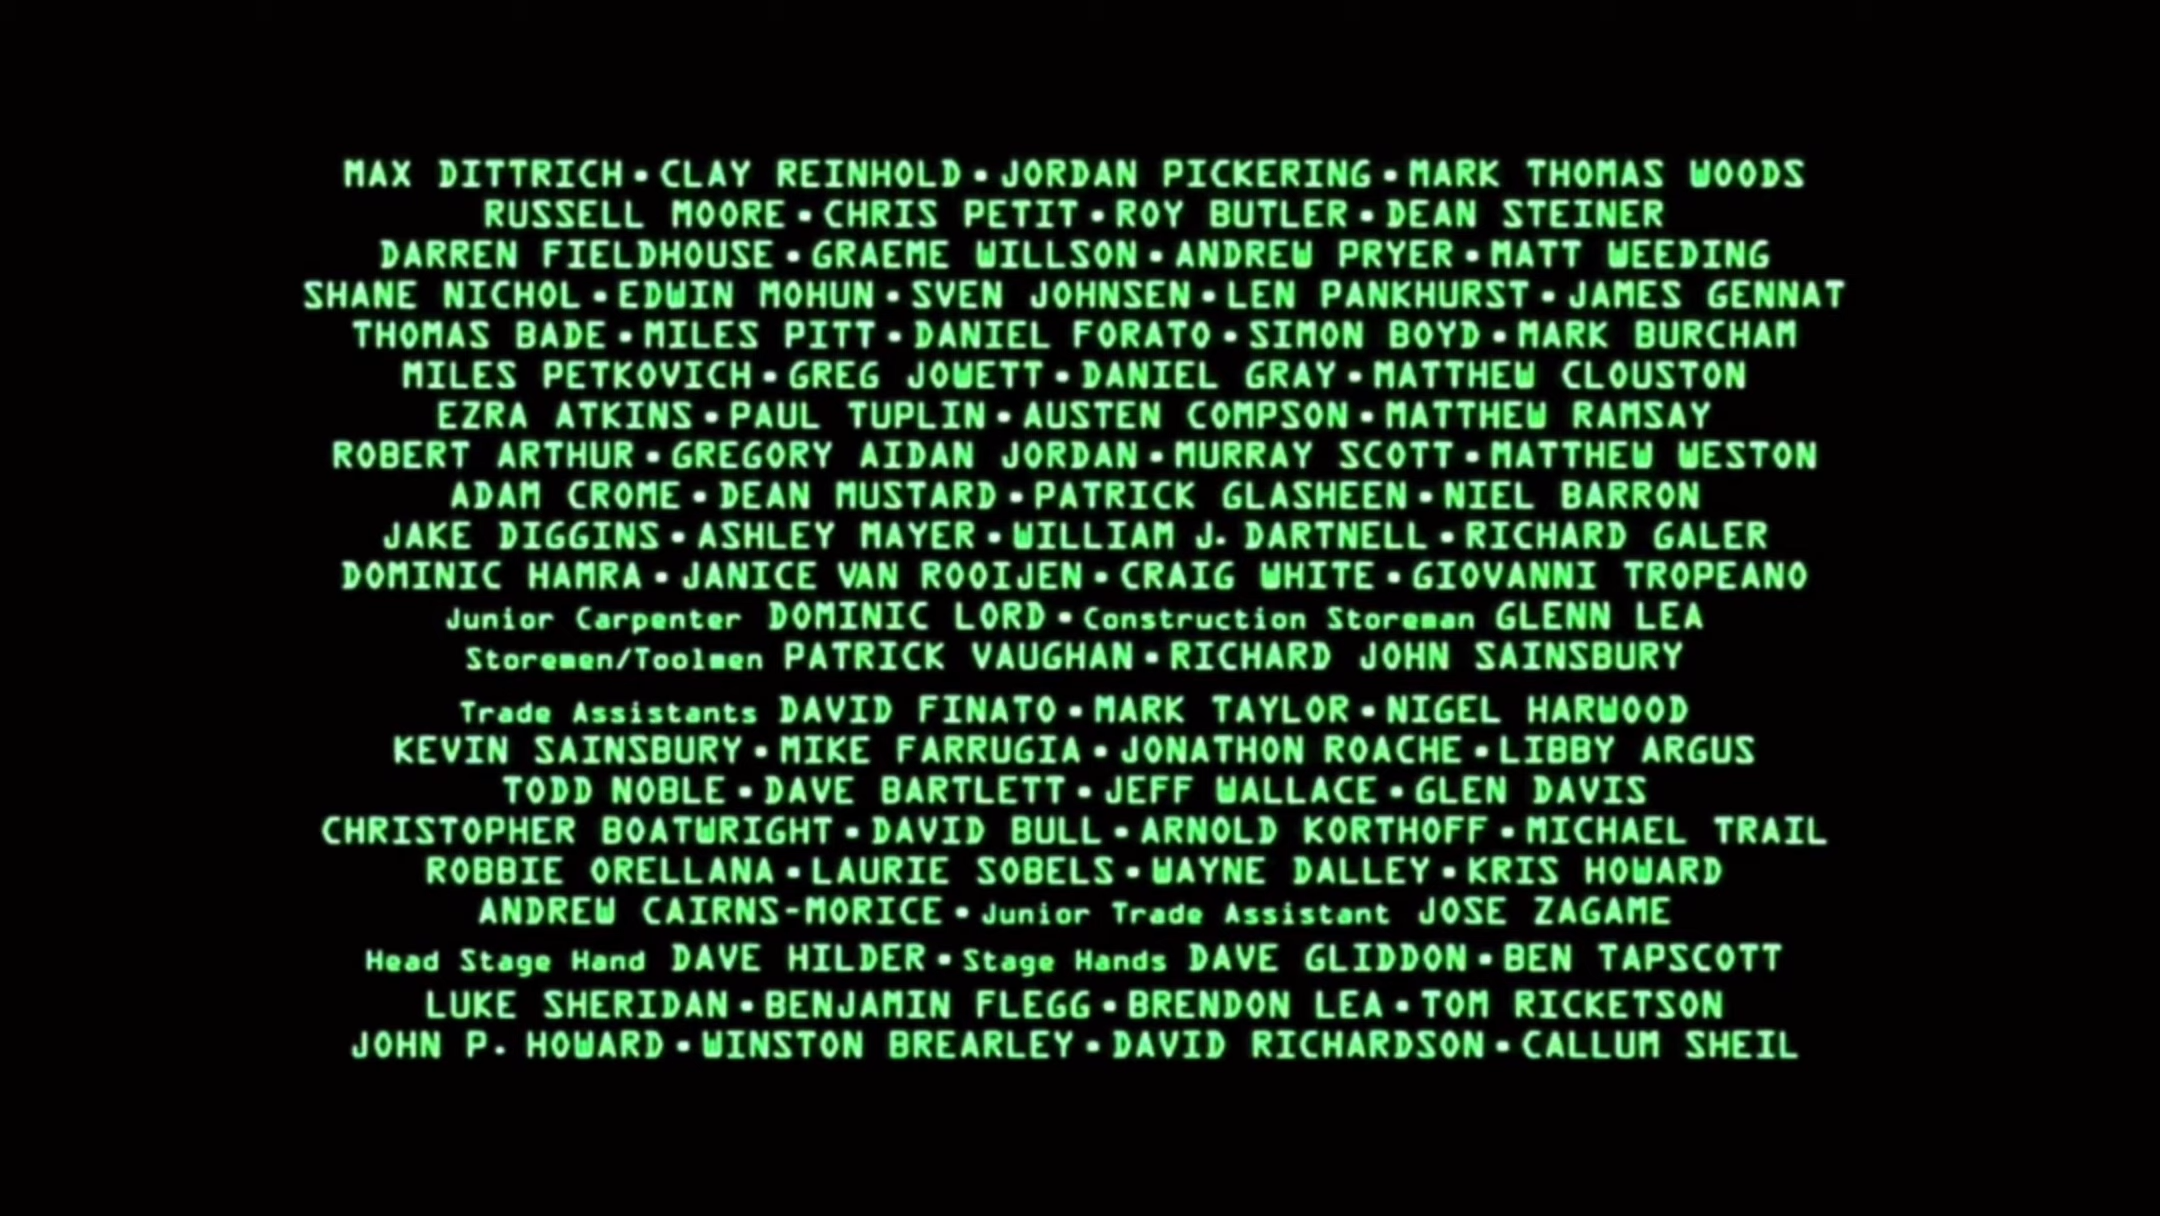 MAX DITTRICH•CLAY REINHOLD•JORDAN PICKERING•MARK THOMAS WOODS
RUSSELL MOORE•CHRIS PETIT•ROY BUTLER•DEAN STEINER
DARREN FIELDHOUSE•GRAEME WILLSON•ANDREW PRYER•MATT WEEDING
SHANE NICHOL•EDWIN MOHUN•SVEN JOHNSEN•LEN PANKHURST•JAMES GENNAT
THOMAS BADE•MILES PITT•DANIEL FORATO•SIMON BOYD•MARK BURCHAM
MILES PETKOVICH•GREG JOWETT•DANIEL GRAY•MATTHEW CLOUSTON
EZRA ATKINS•PAUL TUPLIN•AUSTEN COMPSON•MATTHEW RAMSAY
ROBERT ARTHUR•GREGORY AIDAN JORDAN•MURRAY SCOTT•MATTHEW WESTON
ADAM CROME•DEAN MUSTARD•PATRICK GLASHEEN•NIEL BARRON
JAKE DIGGINS•ASHLEY MAYER•WILLIAM J. DARTNELL•RICHARD GALER
DOMINIC HAMRA•JANICE VAN ROOIJEN•CRAIG WHITE•GIOVANNI TROPEANO
Junior Carpenter DOMINIC LORD•Construction Storeman GLENN LEA
Storemen/Toolmen PATRICK VAUGHAN•RICHARD JOHN SAINSBURY
Trade Assistants DAVID FINATO•MARK TAYLOR•NIGEL HARWOOD
KEVIN SAINSBURY•MIKE FARRUGIA•JONATHON ROACHE•LIBBY ARGUS
TODD NOBLE•DAVE BARTLETT•JEFF WALLACE•GLEN DAVIS
CHRISTOPHER BOATWRIGHT•DAVID BULL•ARNOLD KORTHOFF•MICHAEL TRAIL
ROBBIE ORELLANA•LAURIE SOBELS•WAYNE DALLEY•KRIS HOWARD
ANDREW CAIRNS-MORICE•Junior Trade Assistant JOSE ZAGAME
Head Stage Hand DAVE HILDER•Stage Hands DAVE GLIDDON•BEN TAPSCOTT
LUKE SHERIDAN•BENJAMIN FLEGG•BRENDON LEA•TOM RICKETSON
JOHN P. HOWARD•WINSTON BREARLEY•DAVID RICHARDSON•CALLUM SHEIL